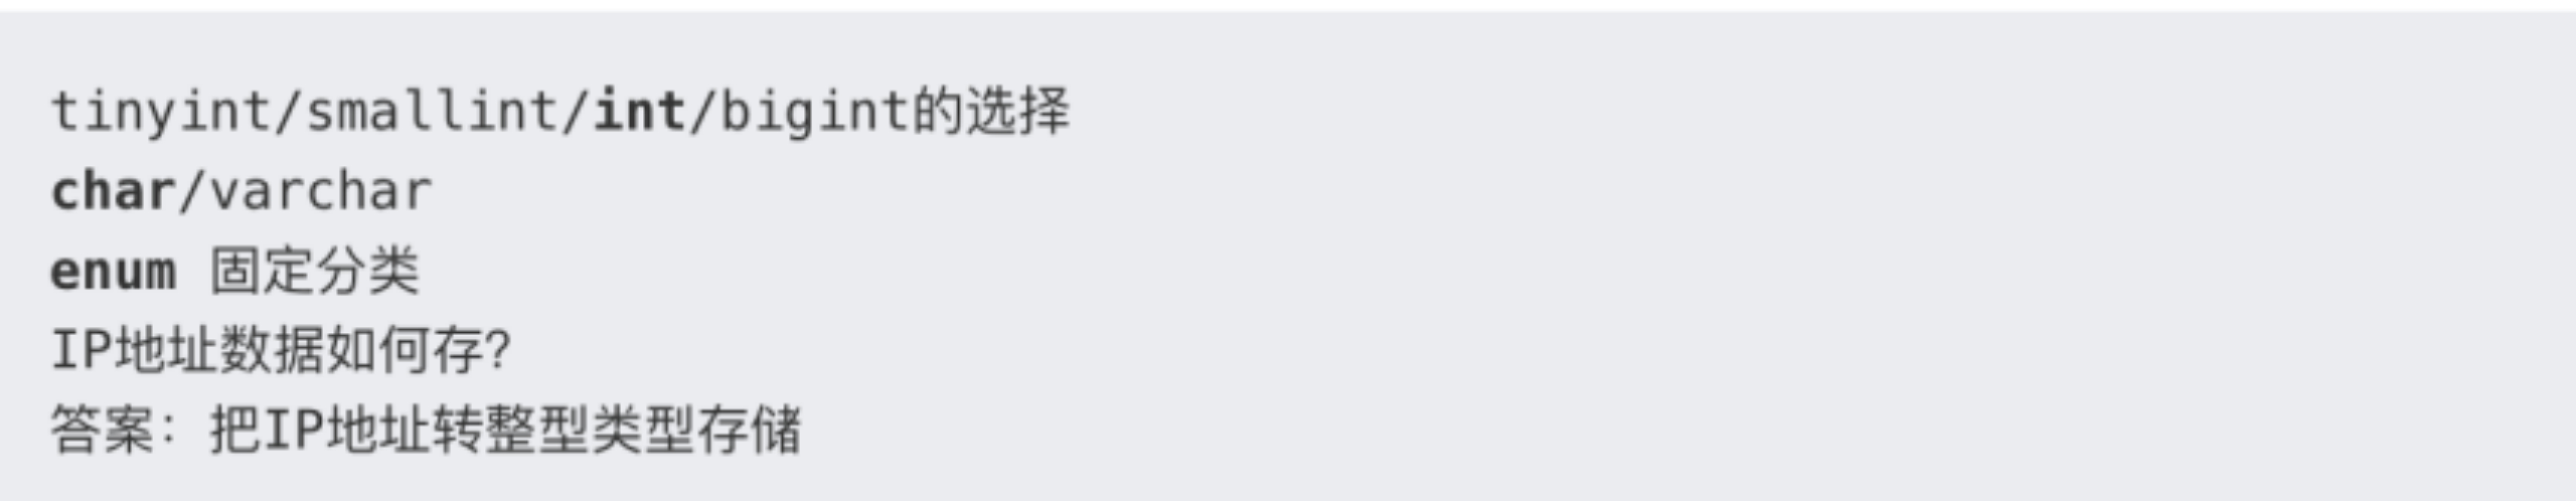 tinyint/smallint/int/bigint的选择
char/varchar
enum 固定分类
IP地址数据如何存?
答案：把IP地址转整型类型存储